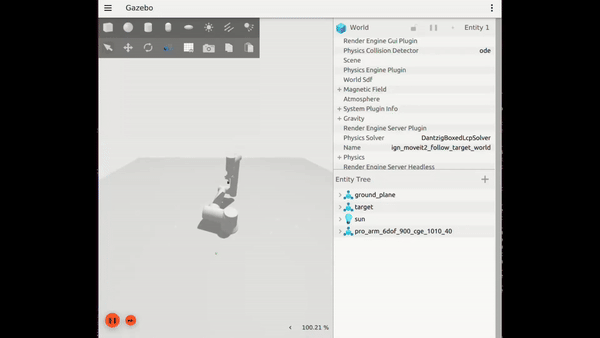 Gazebo
World
Entity 1
Render Engine Gui Plugin
Physics Collision Detector
ode
Scene
Physics Engine Plugin
World Sdf
Magnetic Field
Atmosphere
System Plugin Info
Gravity
Render Engine Server Plugin
Physics Solver
DantzigBoxedLcpSolver
Name
ign_moveit2_follow_target_world
Physics
Render Engine Server Headless
Entity Tree
ground_plane
target
sun
pro_arm_6dof_900_cge_1010_40
100.21 %